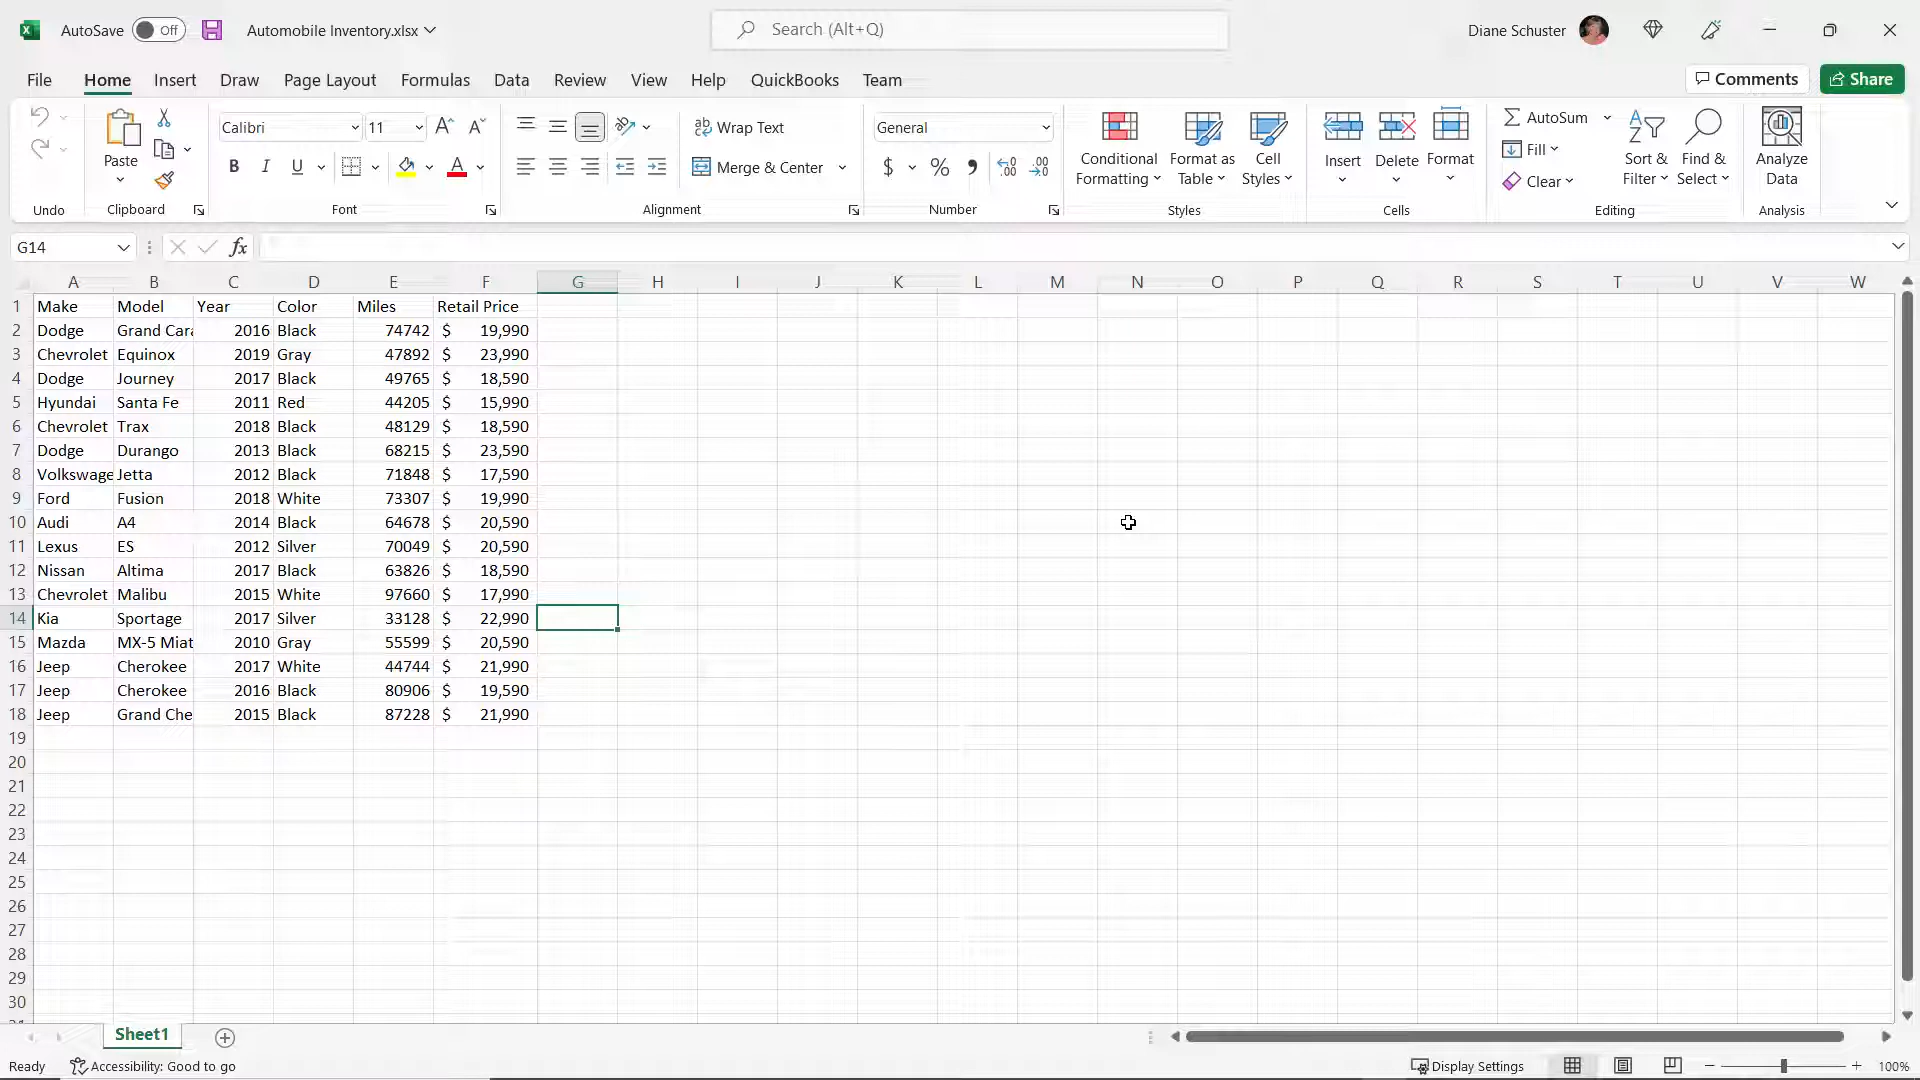 AutoSave Off Automobile Inventory.xlsx Search (Alt+Q) Diane Schuster
File Home Insert Draw Page Layout Formulas Data Review View Help QuickBooks Team Comments Share
Calibri 11 Wrap Text General AutoSum
Paste B I U Merge & Center $ % Conditional Formatting Format as Table Cell Styles Insert Delete Format Fill Clear Sort & Filter Find & Select Analyze Data
Undo Clipboard Font Alignment Number Styles Cells Editing Analysis
G14 fx
A B C D E F G H I J K L M N O P Q R S T U V W
1 Make Model Year Color Miles Retail Price
2 Dodge Grand Cara 2016 Black 74742 $ 19,990
3 Chevrolet Equinox 2019 Gray 47892 $ 23,990
4 Dodge Journey 2017 Black 49765 $ 18,590
5 Hyundai Santa Fe 2011 Red 44205 $ 15,990
6 Chevrolet Trax 2018 Black 48129 $ 18,590
7 Dodge Durango 2013 Black 68215 $ 23,590
8 Volkswage Jetta 2012 Black 71848 $ 17,590
9 Ford Fusion 2018 White 73307 $ 19,990
10 Audi A4 2014 Black 64678 $ 20,590
11 Lexus ES 2012 Silver 70049 $ 20,590
12 Nissan Altima 2017 Black 63826 $ 18,590
13 Chevrolet Malibu 2015 White 97660 $ 17,990
14 Kia Sportage 2017 Silver 33128 $ 22,990
15 Mazda MX-5 Miat 2010 Gray 55599 $ 20,590
16 Jeep Cherokee 2017 White 44744 $ 21,990
17 Jeep Cherokee 2016 Black 80906 $ 19,590
18 Jeep Grand Che 2015 Black 87228 $ 21,990
19
20
21
22
23
24
25
26
27
28
29
30
Sheet1
Ready Accessibility: Good to go Display Settings 100%